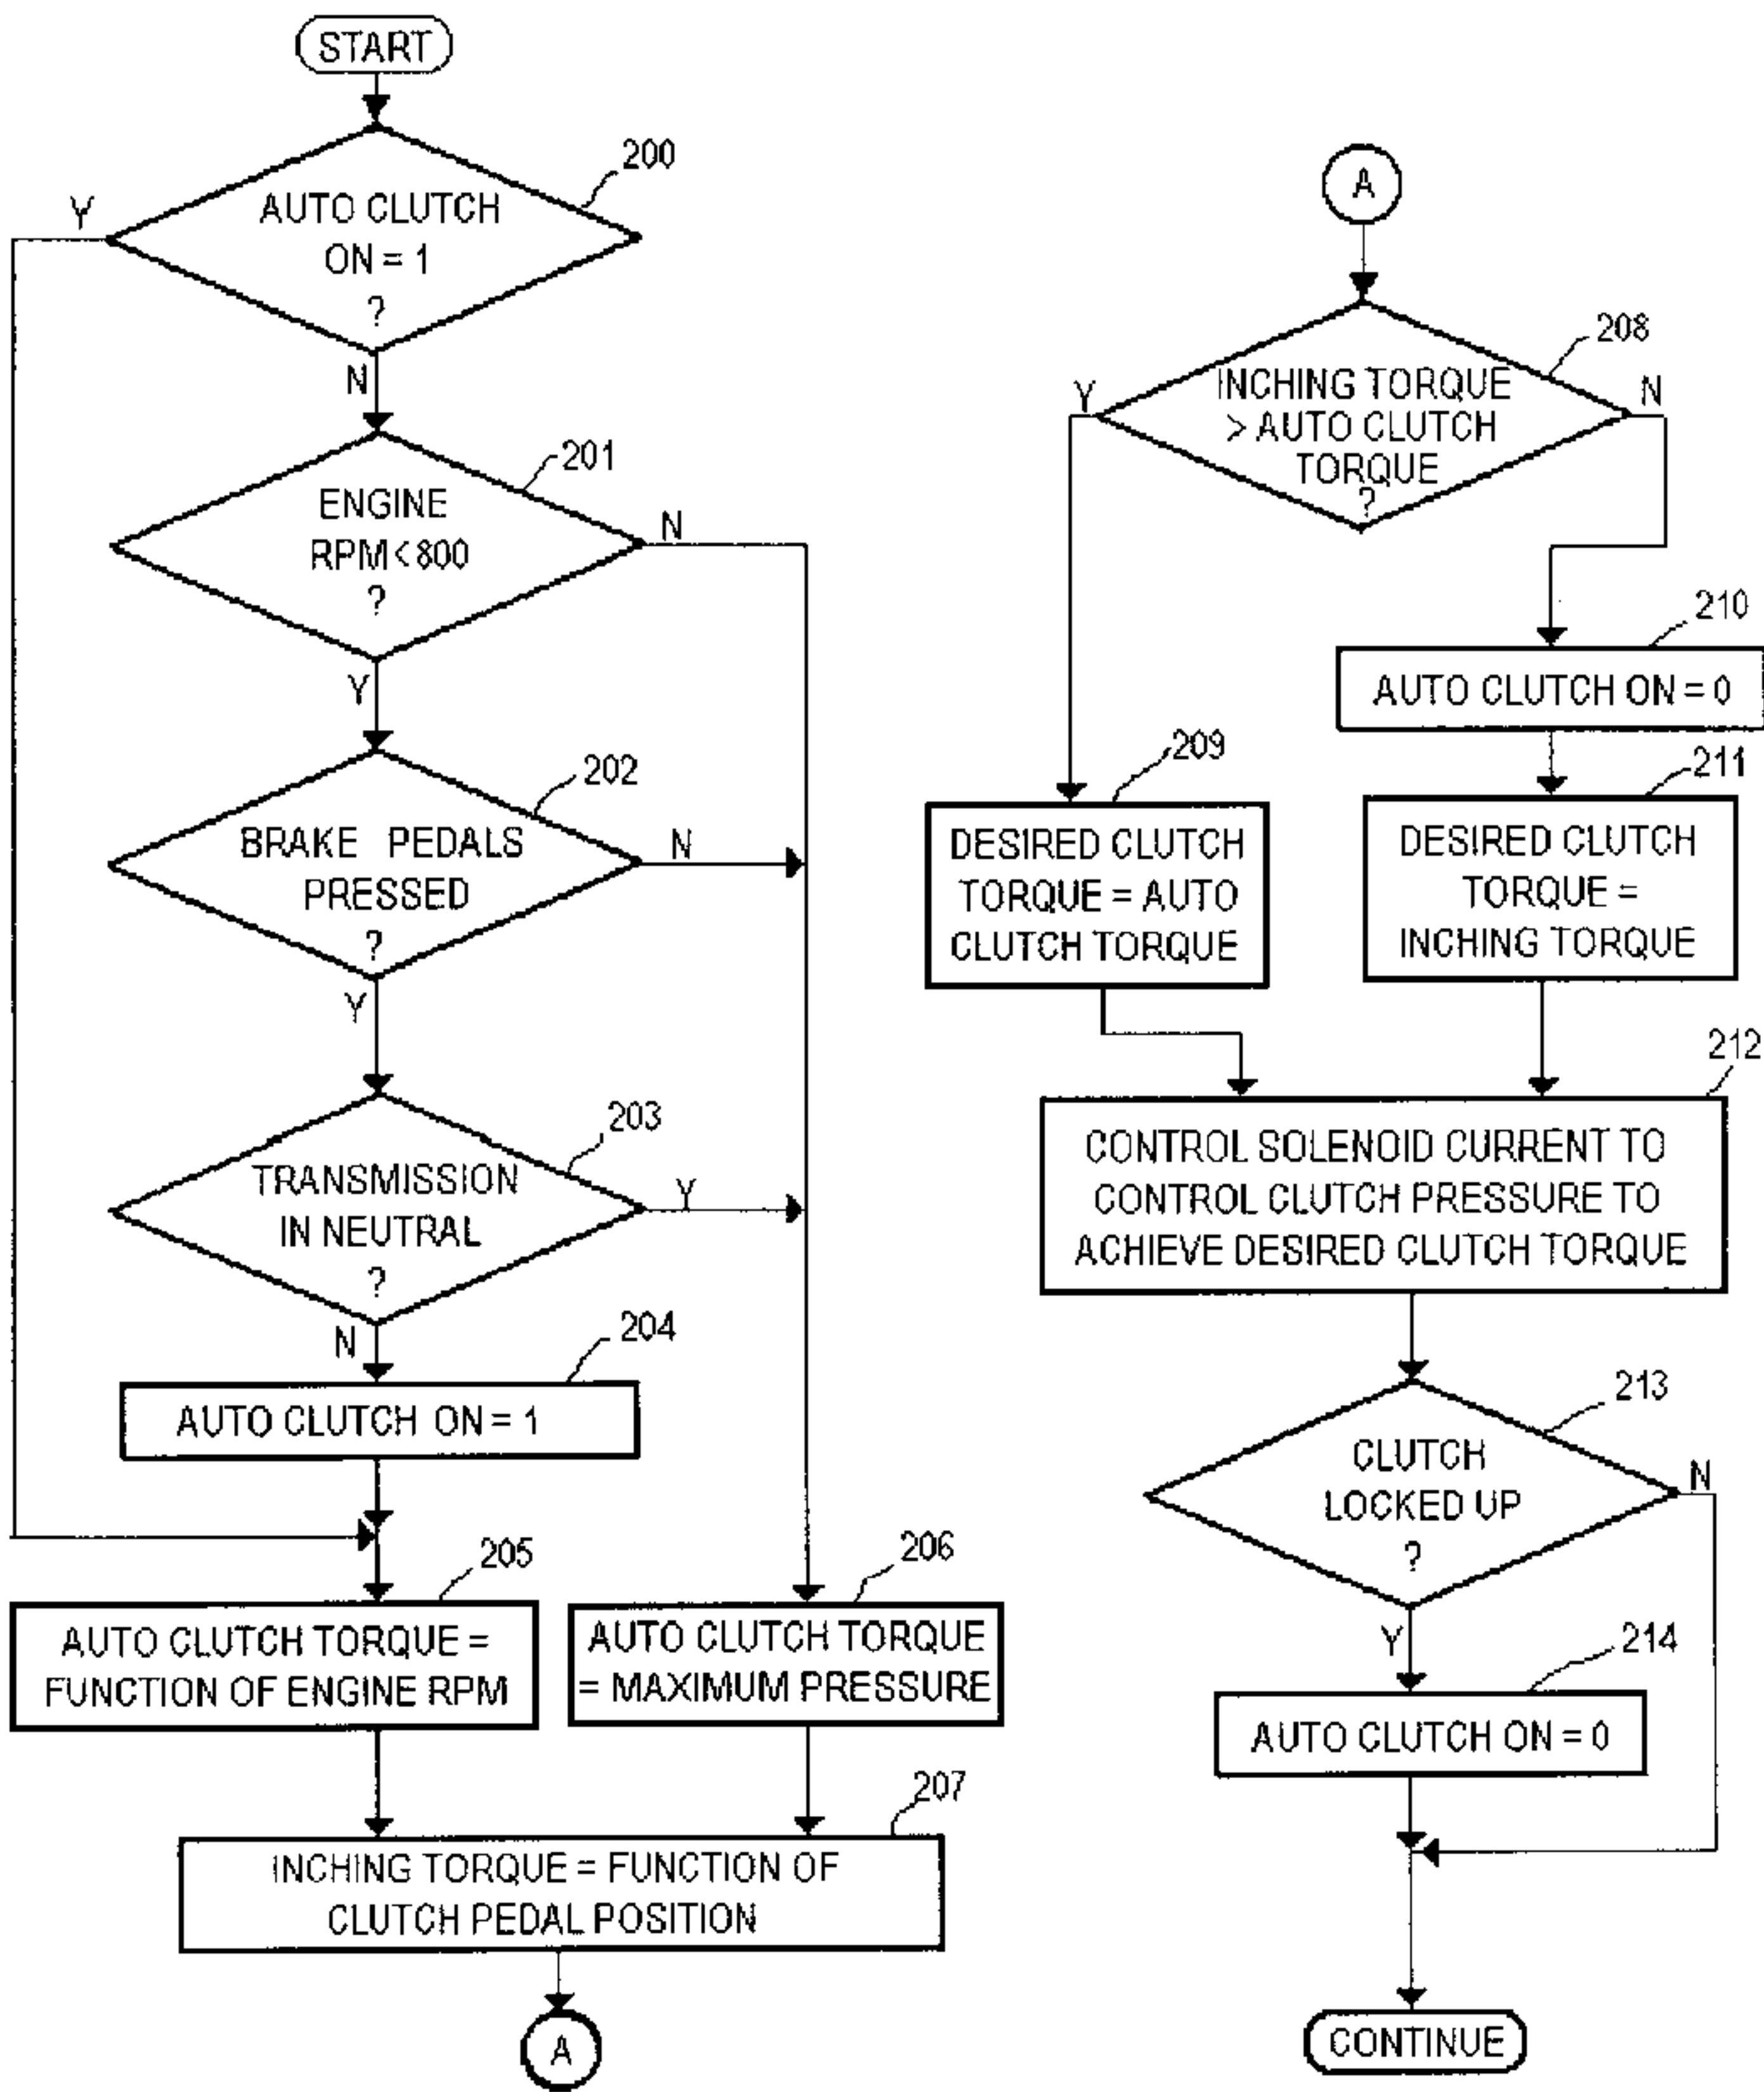 START
200
Y
AUTO CLUTCH
ON = 1
?
N
201
ENGINE
RPM<800
?
N
Y
202
BRAKE PEDALS
PRESSED
?
N
Y
203
TRANSMISSION
IN NEUTRAL
?
Y
N
204
AUTO CLUTCH ON = 1
205
AUTO CLUTCH TORQUE =
FUNCTION OF ENGINE RPM
206
AUTO CLUTCH TORQUE
= MAXIMUM PRESSURE
207
INCHING TORQUE = FUNCTION OF
CLUTCH PEDAL POSITION
A
A
208
Y
INCHING TORQUE
> AUTO CLUTCH
TORQUE
?
N
210
AUTO CLUTCH ON = 0
209
DESIRED CLUTCH
TORQUE = AUTO
CLUTCH TORQUE
211
DESIRED CLUTCH
TORQUE =
INCHING TORQUE
212
CONTROL SOLENOID CURRENT TO
CONTROL CLUTCH PRESSURE TO
ACHIEVE DESIRED CLUTCH TORQUE
213
CLUTCH
LOCKED UP
?
N
Y
214
AUTO CLUTCH ON = 0
CONTINUE